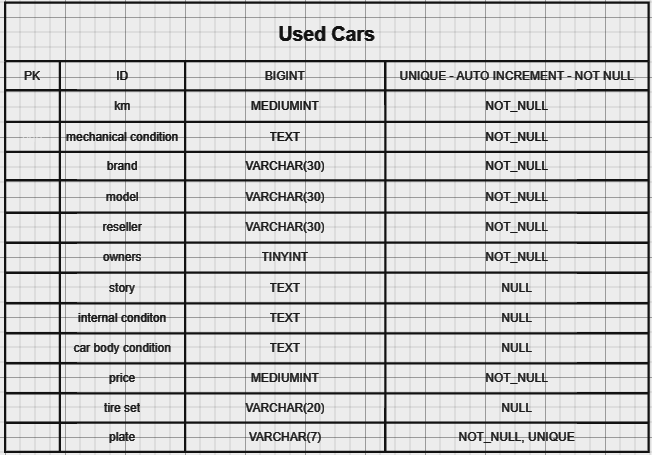 Used Cars
PK ID BIGINT UNIQUE - AUTO INCREMENT - NOT NULL
km MEDIUMINT NOT_NULL
mechanical condition TEXT NOT_NULL
brand VARCHAR(30) NOT_NULL
model VARCHAR(30) NOT_NULL
reseller VARCHAR(30) NOT_NULL
owners TINYINT NOT_NULL
story TEXT NULL
internal conditon TEXT NULL
car body condition TEXT NULL
price MEDIUMINT NOT_NULL
tire set VARCHAR(20) NULL
plate VARCHAR(7) NOT_NULL, UNIQUE